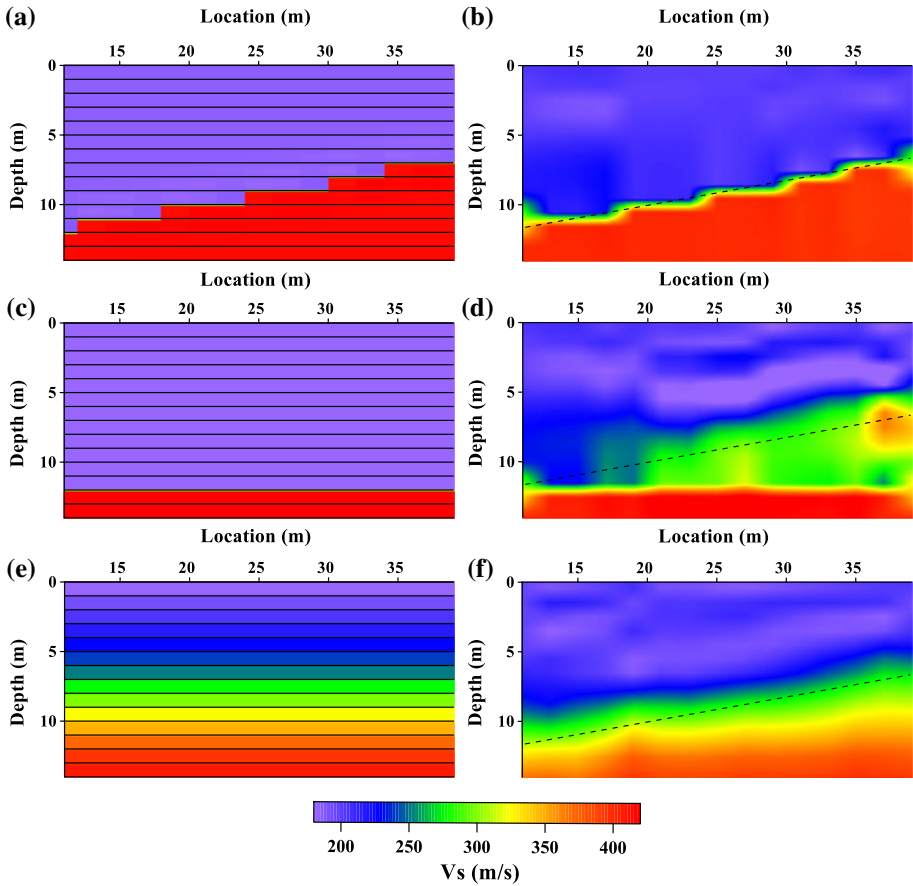 (a) Location (m) (b) Location (m)
15 20 25 30 35 15 20 25 30 35
0 0
5 5
10 10
Depth (m) Depth (m)
(c) Location (m) (d) Location (m)
15 20 25 30 35 15 20 25 30 35
0 0
5 5
10 10
Depth (m) Depth (m)
(e) Location (m) (f) Location (m)
15 20 25 30 35 15 20 25 30 35
0 0
5 5
10 10
Depth (m) Depth (m)
200 250 300 350 400
Vs (m/s)